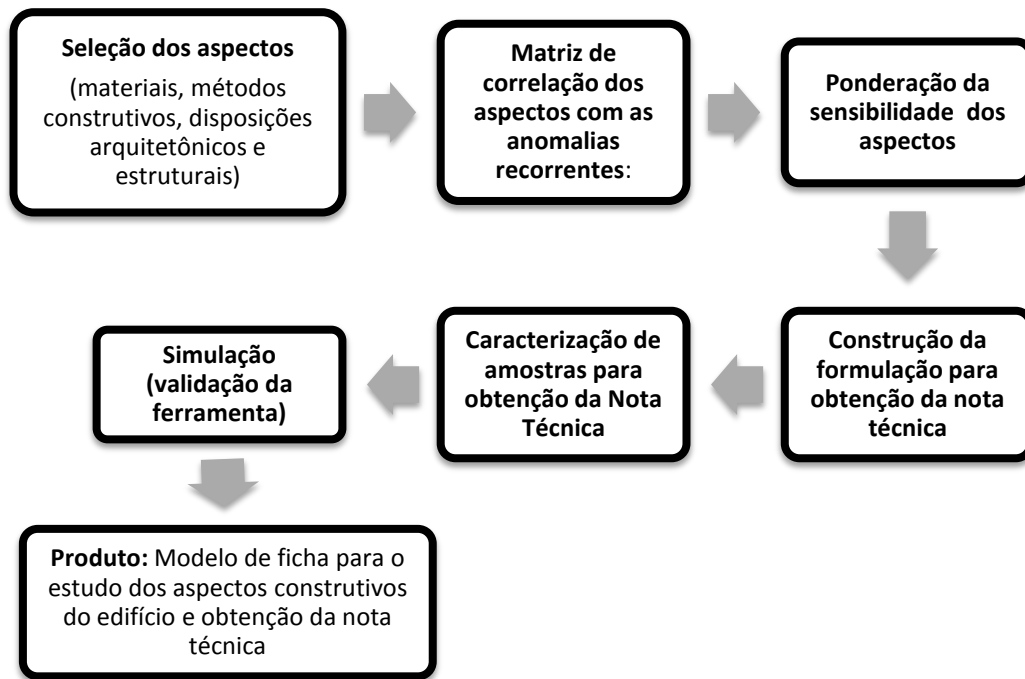 Seleção dos aspectos
(materiais, métodos
construtivos, disposições
arquitetônicos e
estruturais)
Matriz de
correlação dos
aspectos com as
anomalias
recorrentes:
Ponderação da
sensibilidade dos
aspectos
Construção da
formulação para
obtenção da nota
técnica
Caracterização de
amostras para
obtenção da Nota
Técnica
Simulação
(validação da
ferramenta)
Produto: Modelo de ficha para o
estudo dos aspectos construtivos
do edifício e obtenção da nota
técnica